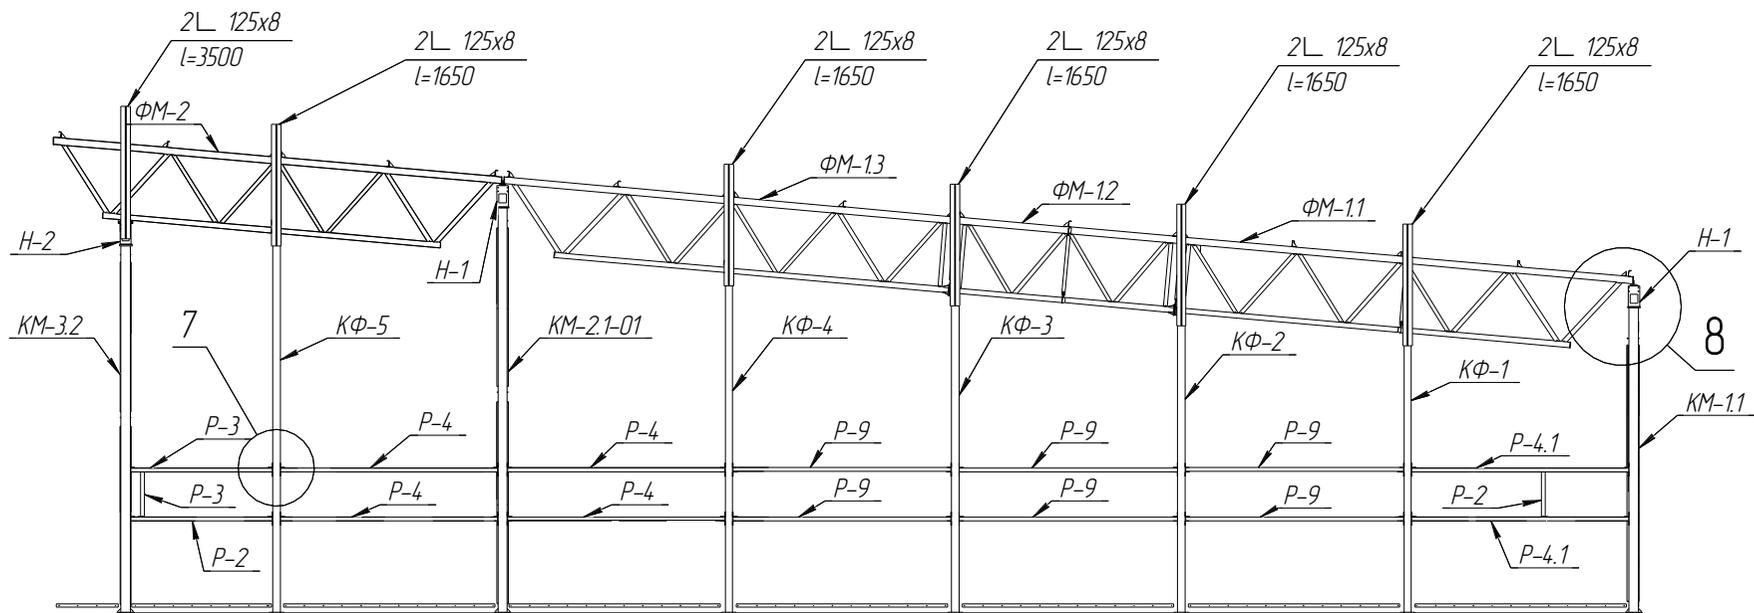 2∟ 125x8
l=3500
2∟ 125x8
l=1650
2∟ 125x8
l=1650
2∟ 125x8
l=1650
2∟ 125x8
l=1650
2∟ 125x8
l=1650
ФМ-2
ФМ-1.3
ФМ-1.2
ФМ-1.1
Н-2
Н-1
Н-1
КМ-3.2
7
КФ-5
КМ-2.1-01
КФ-4
КФ-3
КФ-2
КФ-1
8
КМ-1.1
Р-3
Р-4
Р-4
Р-9
Р-9
Р-9
Р-4.1
Р-3
Р-4
Р-4
Р-9
Р-9
Р-9
Р-2
Р-2
Р-4.1